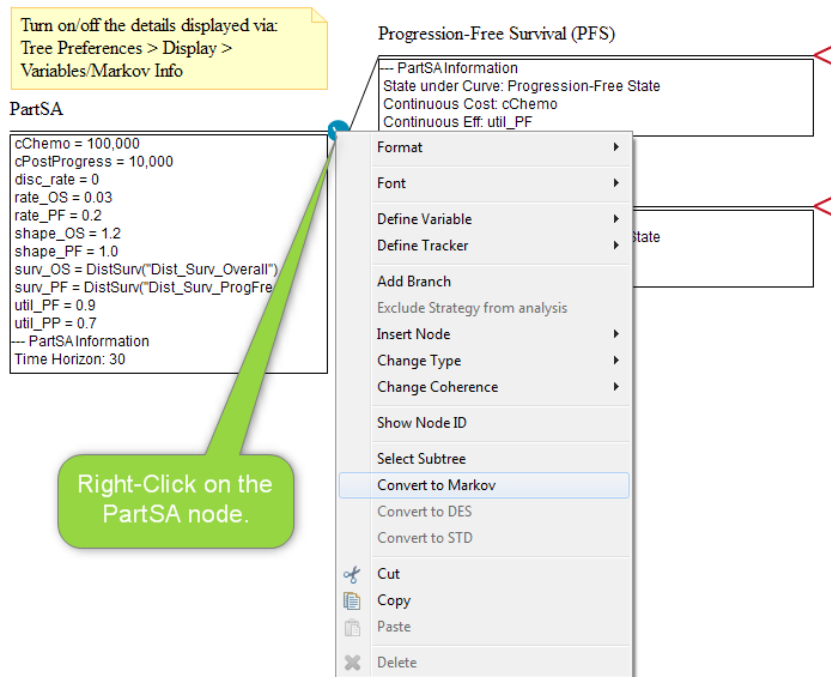 Turn on/off the details displayed via:
Tree Preferences > Display >
Variables/Markov Info
Progression-Free Survival (PFS)
--- PartSA Information
State under Curve: Progression-Free State
Continuous Cost: cChemo
Continuous Eff: util_PF
PartSA
cChemo = 100,000
cPostProgress = 10,000
disc_rate = 0
rate_OS = 0.03
rate_PF = 0.2
shape_OS = 1.2
shape_PF = 1.0
surv_OS = DistSurv("Dist_Surv_Overall")
surv_PF = DistSurv("Dist_Surv_ProgFre
util_PF = 0.9
util_PP = 0.7
--- PartSA Information
Time Horizon: 30
State
Right-Click on the
PartSA node.
Format
Font
Define Variable
Define Tracker
Add Branch
Exclude Strategy from analysis
Insert Node
Change Type
Change Coherence
Show Node ID
Select Subtree
Convert to Markov
Convert to DES
Convert to STD
Cut
Copy
Paste
Delete